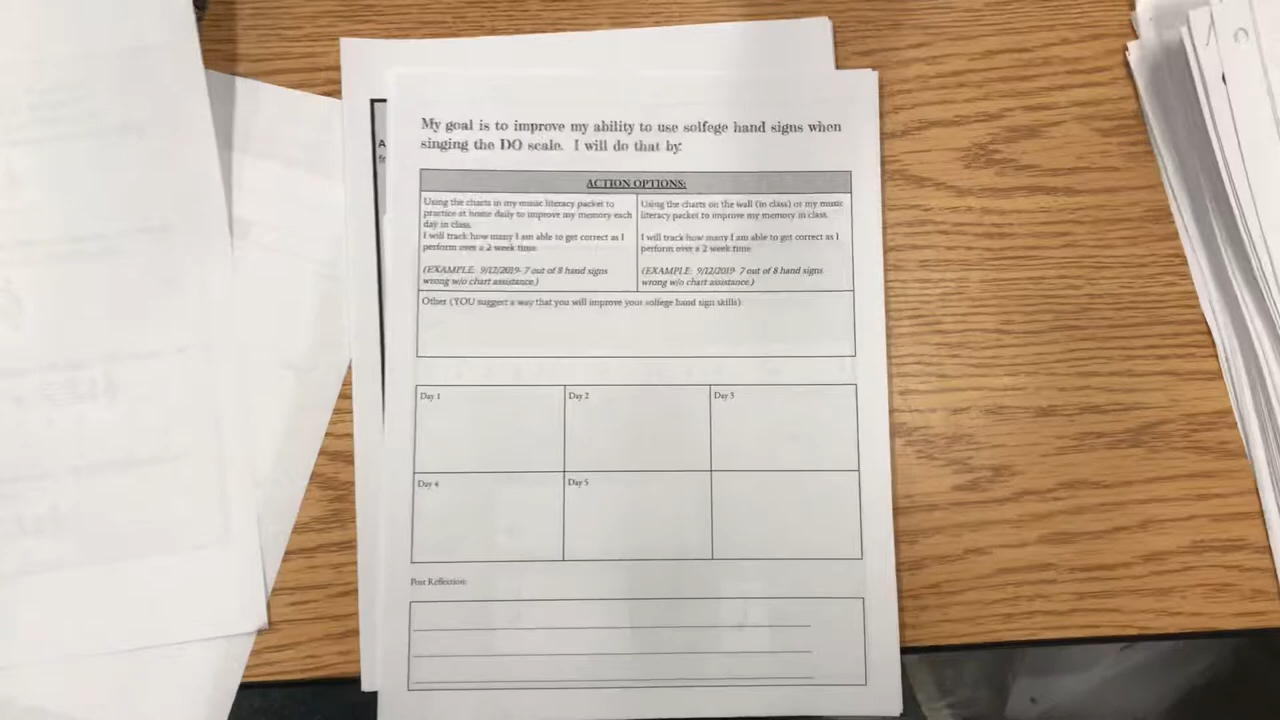 My goal is to improve my ability to use solfege hand signs when
singing the DO scale. I will do that by:
ACTION OPTIONS:
Using the charts in my music literacy packet to
practice at home daily to improve my memory each
day in class.
I will track how many I am able to get correct as I
perform over a 2 week time.
(EXAMPLE: 9/12/2019- 7 out of 8 hand signs
wrong w/o chart assistance.)
Using the charts on the wall (in class) or my music
literacy packet to improve my memory in class.
I will track how many I am able to get correct as I
perform over a 2 week time.
(EXAMPLE: 9/12/2019- 7 out of 8 hand signs
wrong w/o chart assistance.)
Other (YOU suggest a way that you will improve your solfege hand sign skills):
Day 1
Day 2
Day 3
Day 4
Day 5
Post Reflection: